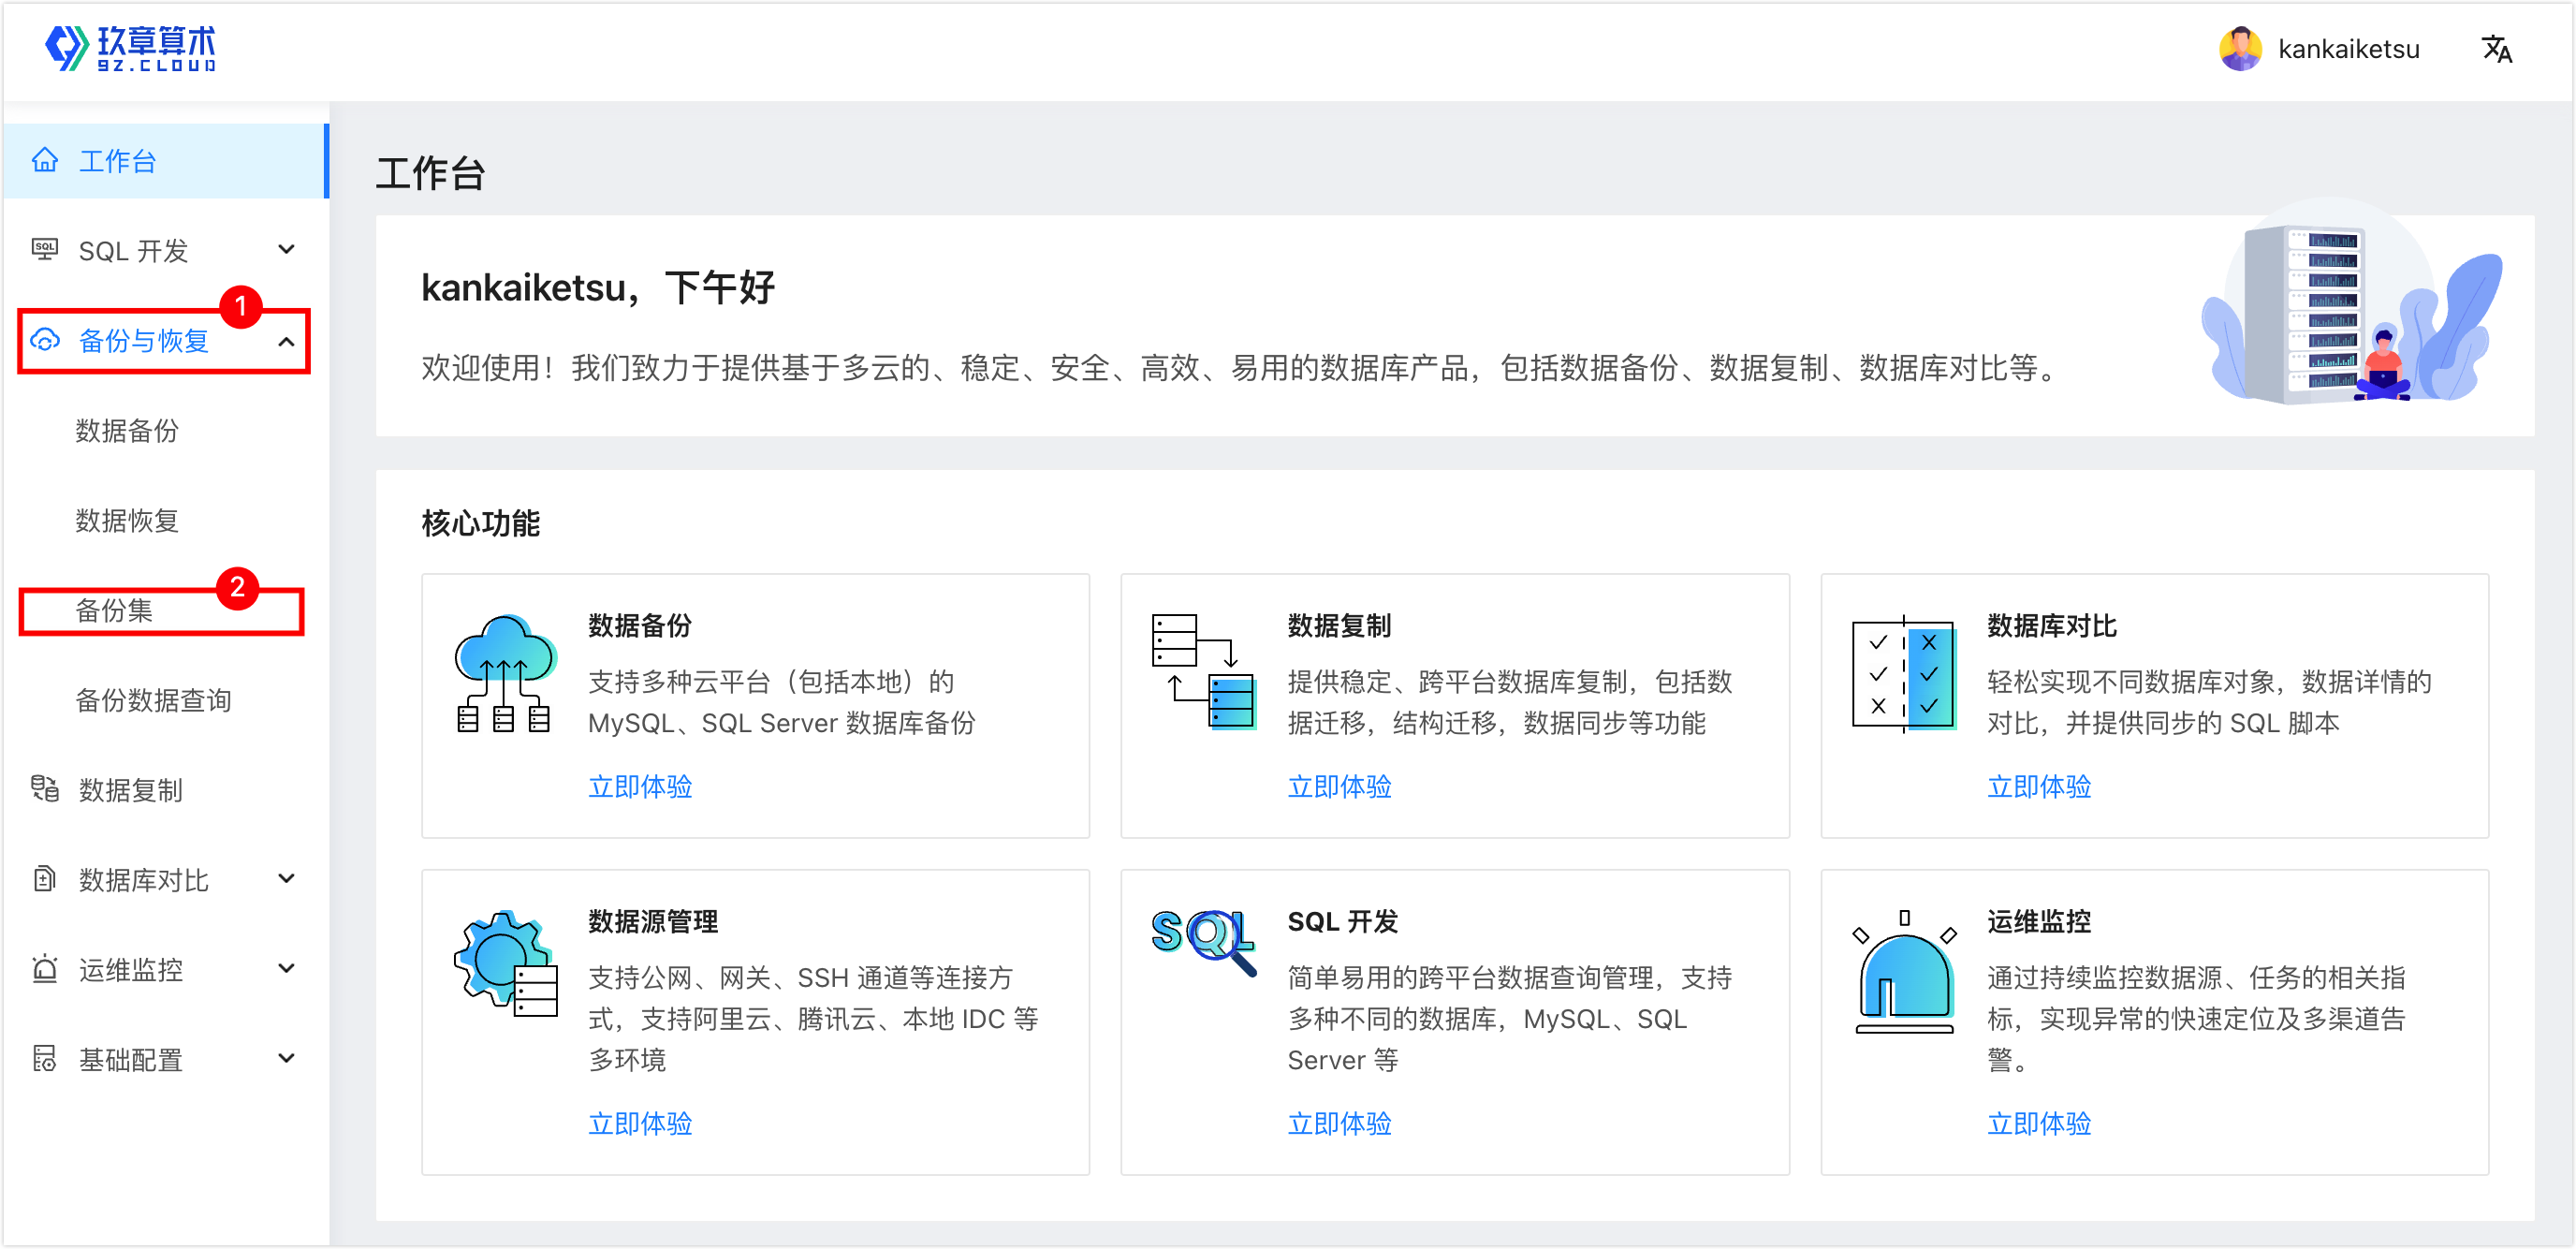 玖章算术
9Z.CLOUD
kankaiketsu
工作台
SQL 开发
1
备份与恢复
数据备份
数据恢复
2
备份集
备份数据查询
数据复制
数据库对比
运维监控
基础配置
工作台
kankaiketsu，下午好
欢迎使用！我们致力于提供基于多云的、稳定、安全、高效、易用的数据库产品，包括数据备份、数据复制、数据库对比等。
核心功能
数据备份
支持多种云平台（包括本地）的
MySQL、SQL Server 数据库备份
立即体验
数据复制
提供稳定、跨平台数据库复制，包括数
据迁移，结构迁移，数据同步等功能
立即体验
数据库对比
轻松实现不同数据库对象，数据详情的
对比，并提供同步的 SQL 脚本
立即体验
数据源管理
支持公网、网关、SSH 通道等连接方
式，支持阿里云、腾讯云、本地 IDC 等
多环境
立即体验
SQL
SQL 开发
简单易用的跨平台数据查询管理，支持
多种不同的数据库，MySQL、SQL
Server 等
立即体验
运维监控
通过持续监控数据源、任务的相关指
标，实现异常的快速定位及多渠道告
警。
立即体验